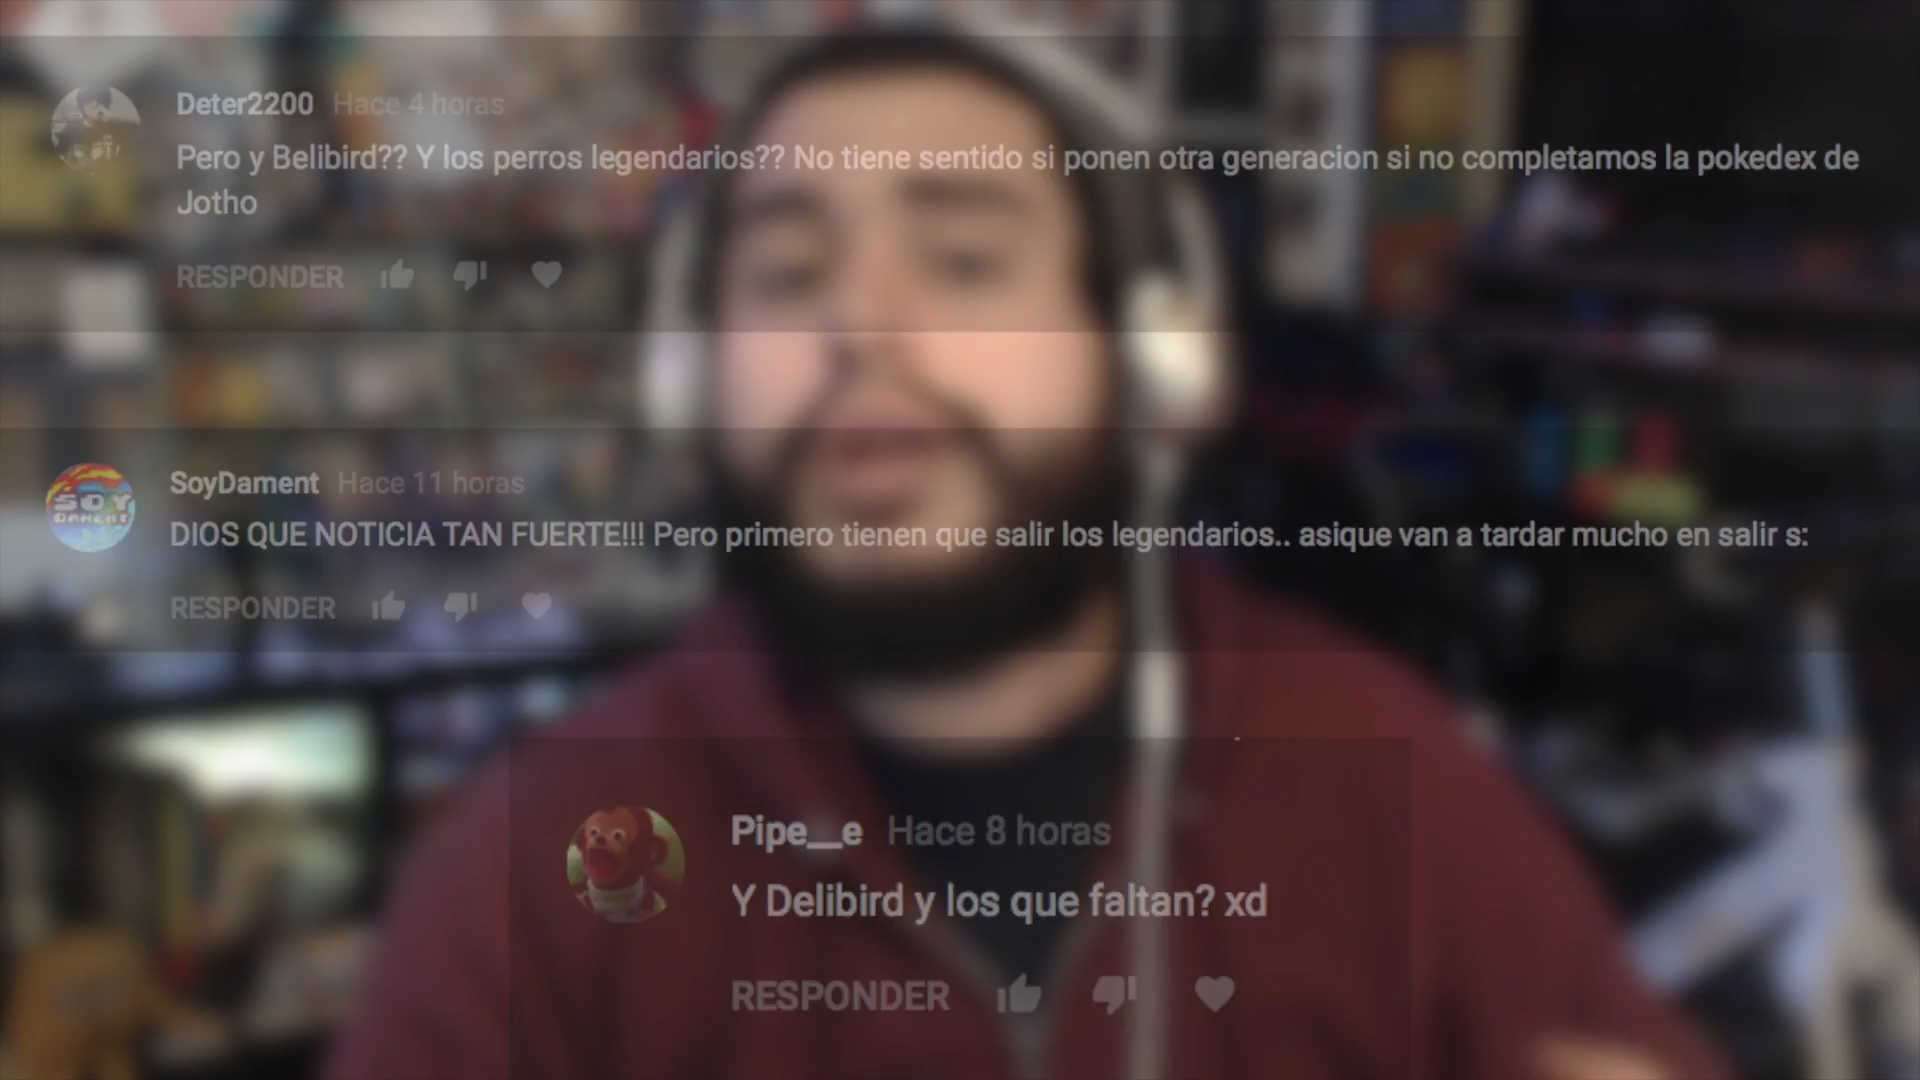 Deter2200 Hace 4 horas
Pero y Belibird?? Y los perros legendarios?? No tiene sentido si ponen otra generacion si no completamos la pokedex de
Jotho
RESPONDER
SOY
DAMENT
SoyDament Hace 11 horas
DIOS QUE NOTICIA TAN FUERTE!!! Pero primero tienen que salir los legendarios.. asique van a tardar mucho en salir s:
RESPONDER
Pipe__e Hace 8 horas
Y Delibird y los que faltan? xd
RESPONDER